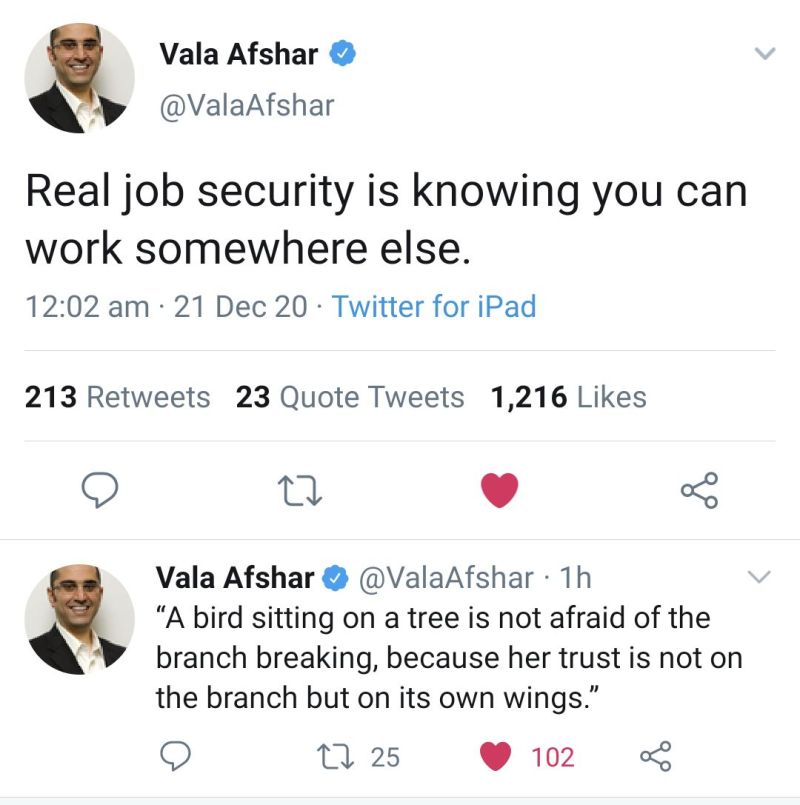 Vala Afshar
@ValaAfshar
Real job security is knowing you can
work somewhere else.
12:02 am · 21 Dec 20 · Twitter for iPad
213 Retweets 23 Quote Tweets 1,216 Likes
Vala Afshar @ValaAfshar · 1h
“A bird sitting on a tree is not afraid of the
branch breaking, because her trust is not on
the branch but on its own wings.”
25 102